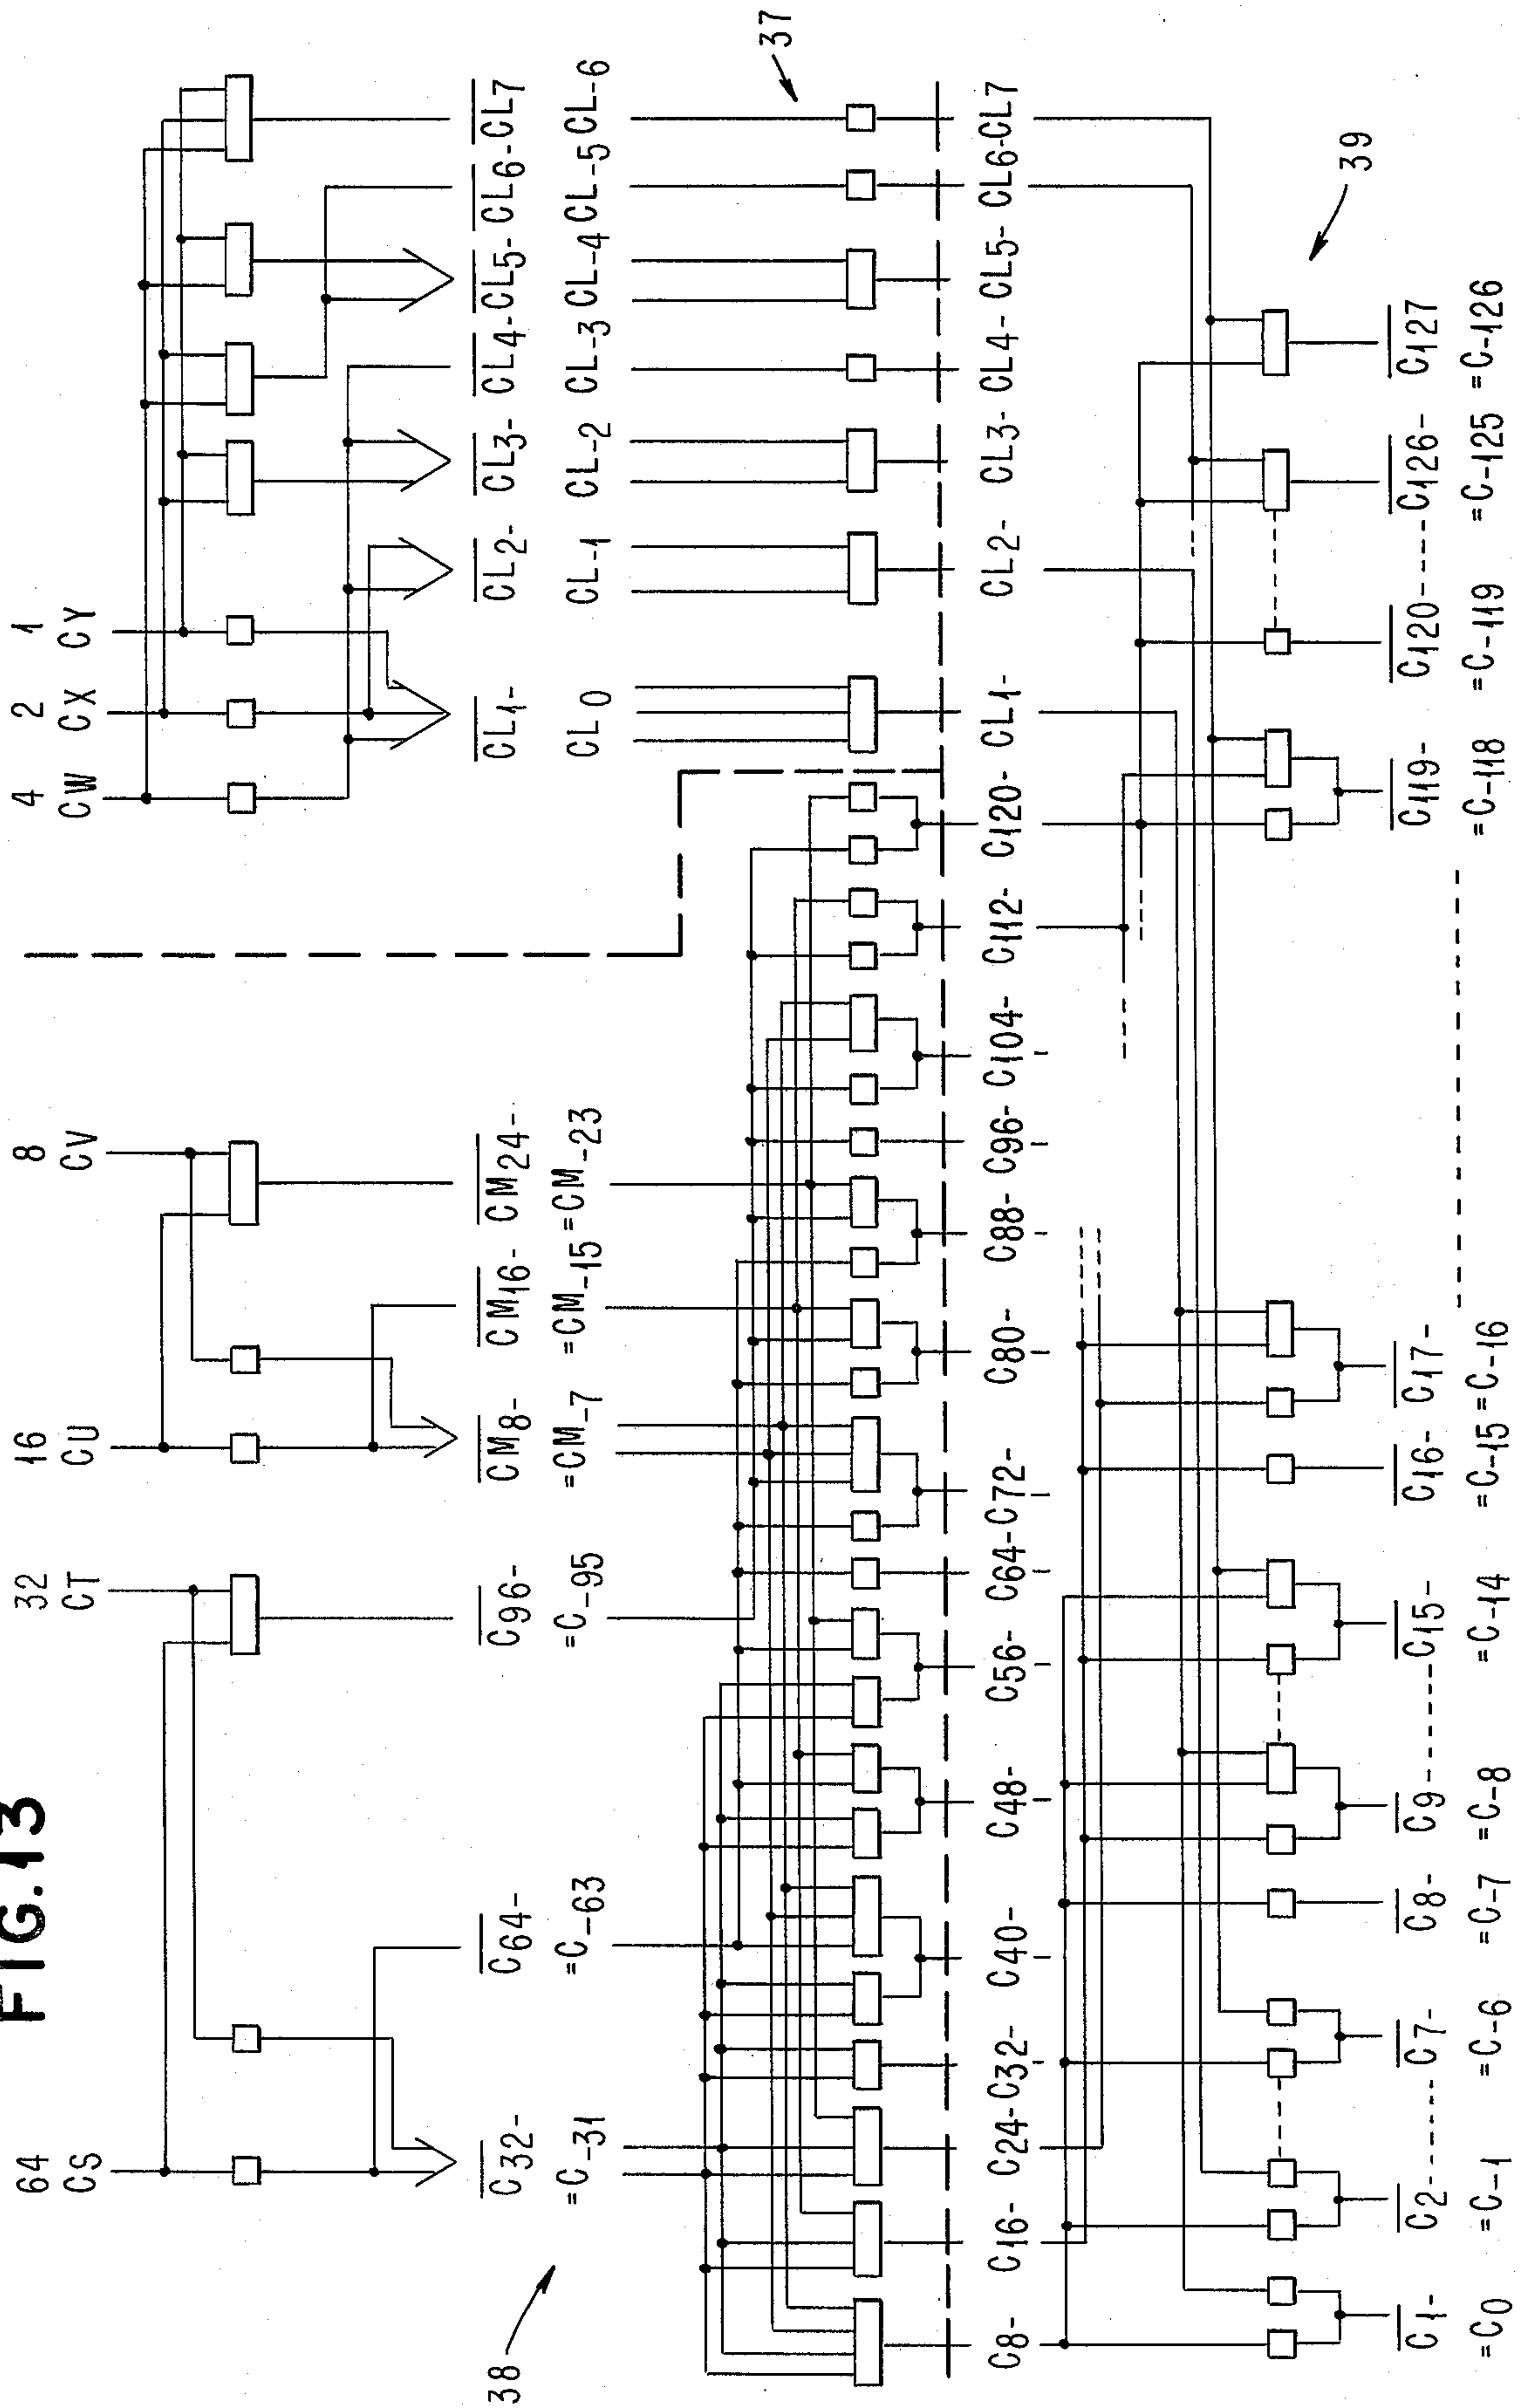 FIG.13
64 32 16 8 4 2 1
CS CT CU CV CW CX CY
C32- C64- C96- CM8- CM16- CM24- CL1- CL2- CL3- CL4- CL5- CL6- CL7
=C-31 =C-63 =C-95 =CM-7 =CM-15 =CM-23 CL0 CL-1 CL-2 CL-3 CL-4 CL-5 CL-6
38
37
C8- C16- C24- C32- C40- C48- C56- C64- C72- C80- C88- C96- C104- C112- C120- CL1- CL2- CL3- CL4- CL5- CL6- CL7
39
C1- C2------C7- C8- C9------C15- C16- C17- C119- C120-----C126- C127
=C0 =C-1 =C-6 =C-7 =C-8 =C-14 =C-15 =C-16 =C-118 =C-119 =C-125 =C-126